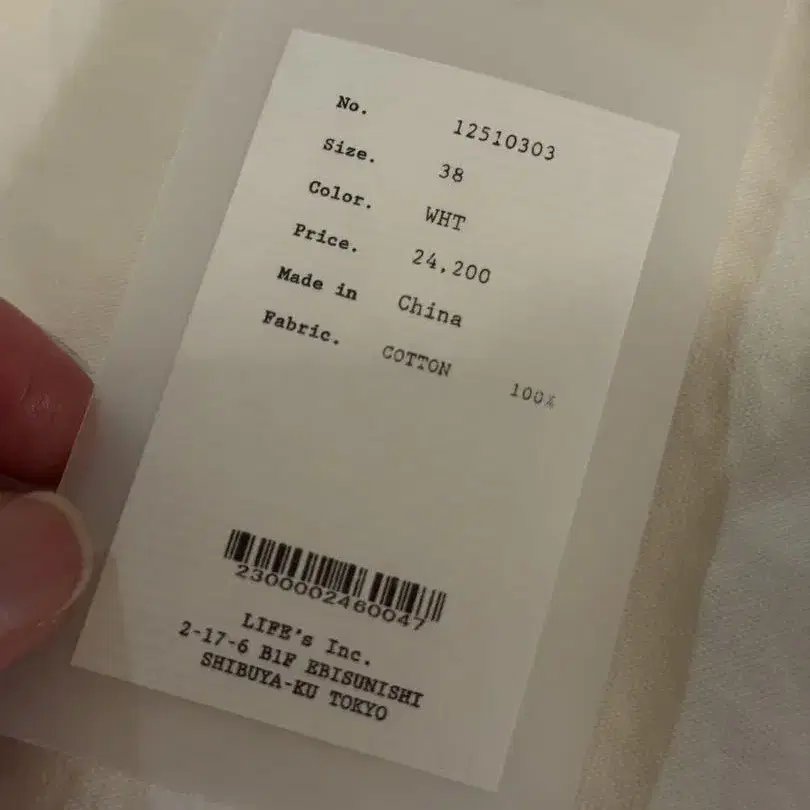 No. 12510303
Size. 38
Color. WHT
Price. 24,200
Made in China
Fabric. COTTON 100%
2300002460047
LIFE's Inc.
2-17-6 B1F EBISUNISHI
SHIBUYA-KU TOKYO